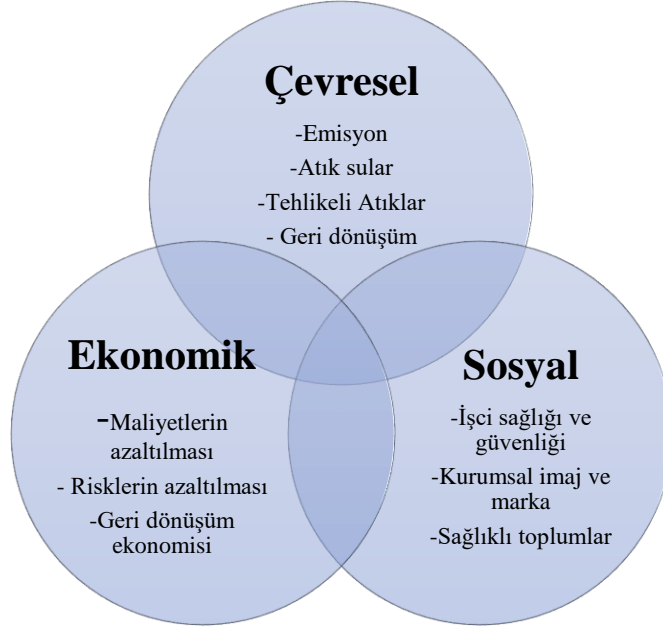 Çevresel
-Emisyon
-Atık sular
-Tehlikeli Atıklar
- Geri dönüşüm
Ekonomik
-Maliyetlerin
azaltılması
- Risklerin azaltılması
-Geri dönüşüm
ekonomisi
Sosyal
-İşci sağlığı ve
güvenliği
-Kurumsal imaj ve
marka
-Sağlıklı toplumlar